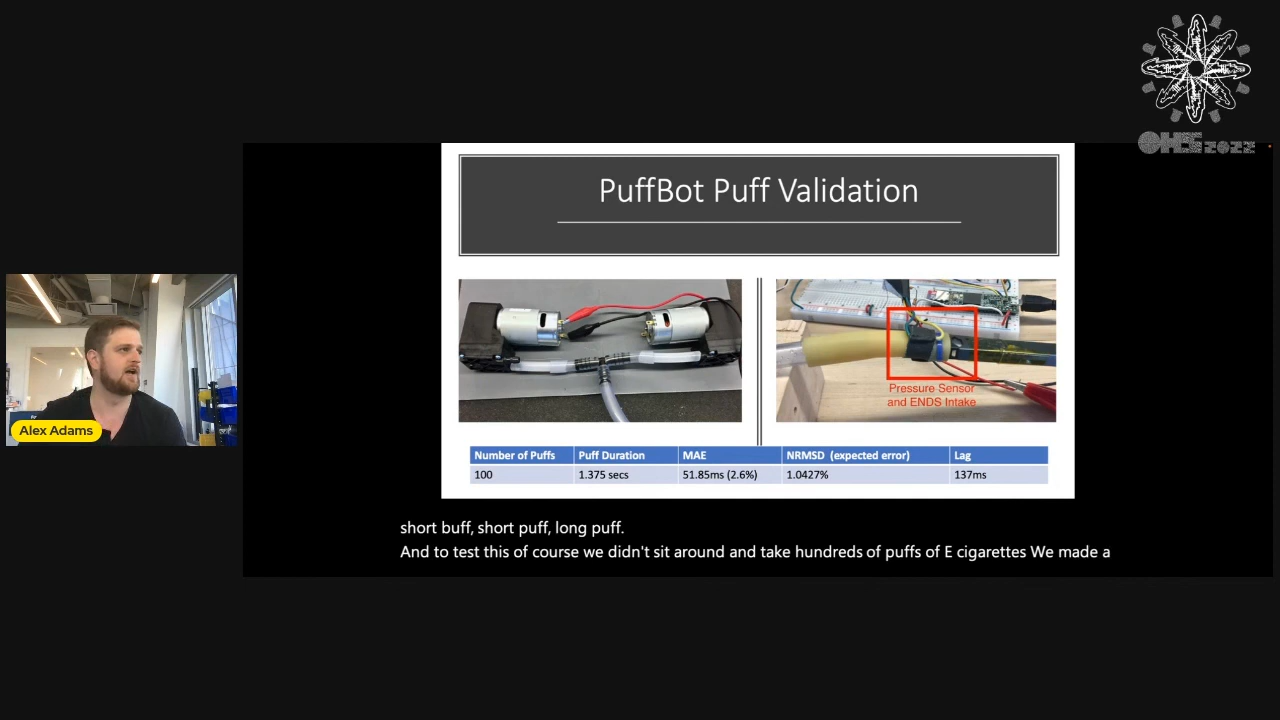 OHS2022
PuffBot Puff Validation
Pressure Sensor
and ENDS Intake
Number of Puffs Puff Duration MAE NRMSD (expected error) Lag
100 1.375 secs 51.85ms (2.6%) 1.0427% 137ms
Alex Adams
short buff, short puff, long puff.
And to test this of course we didn't sit around and take hundreds of puffs of E cigarettes We made a